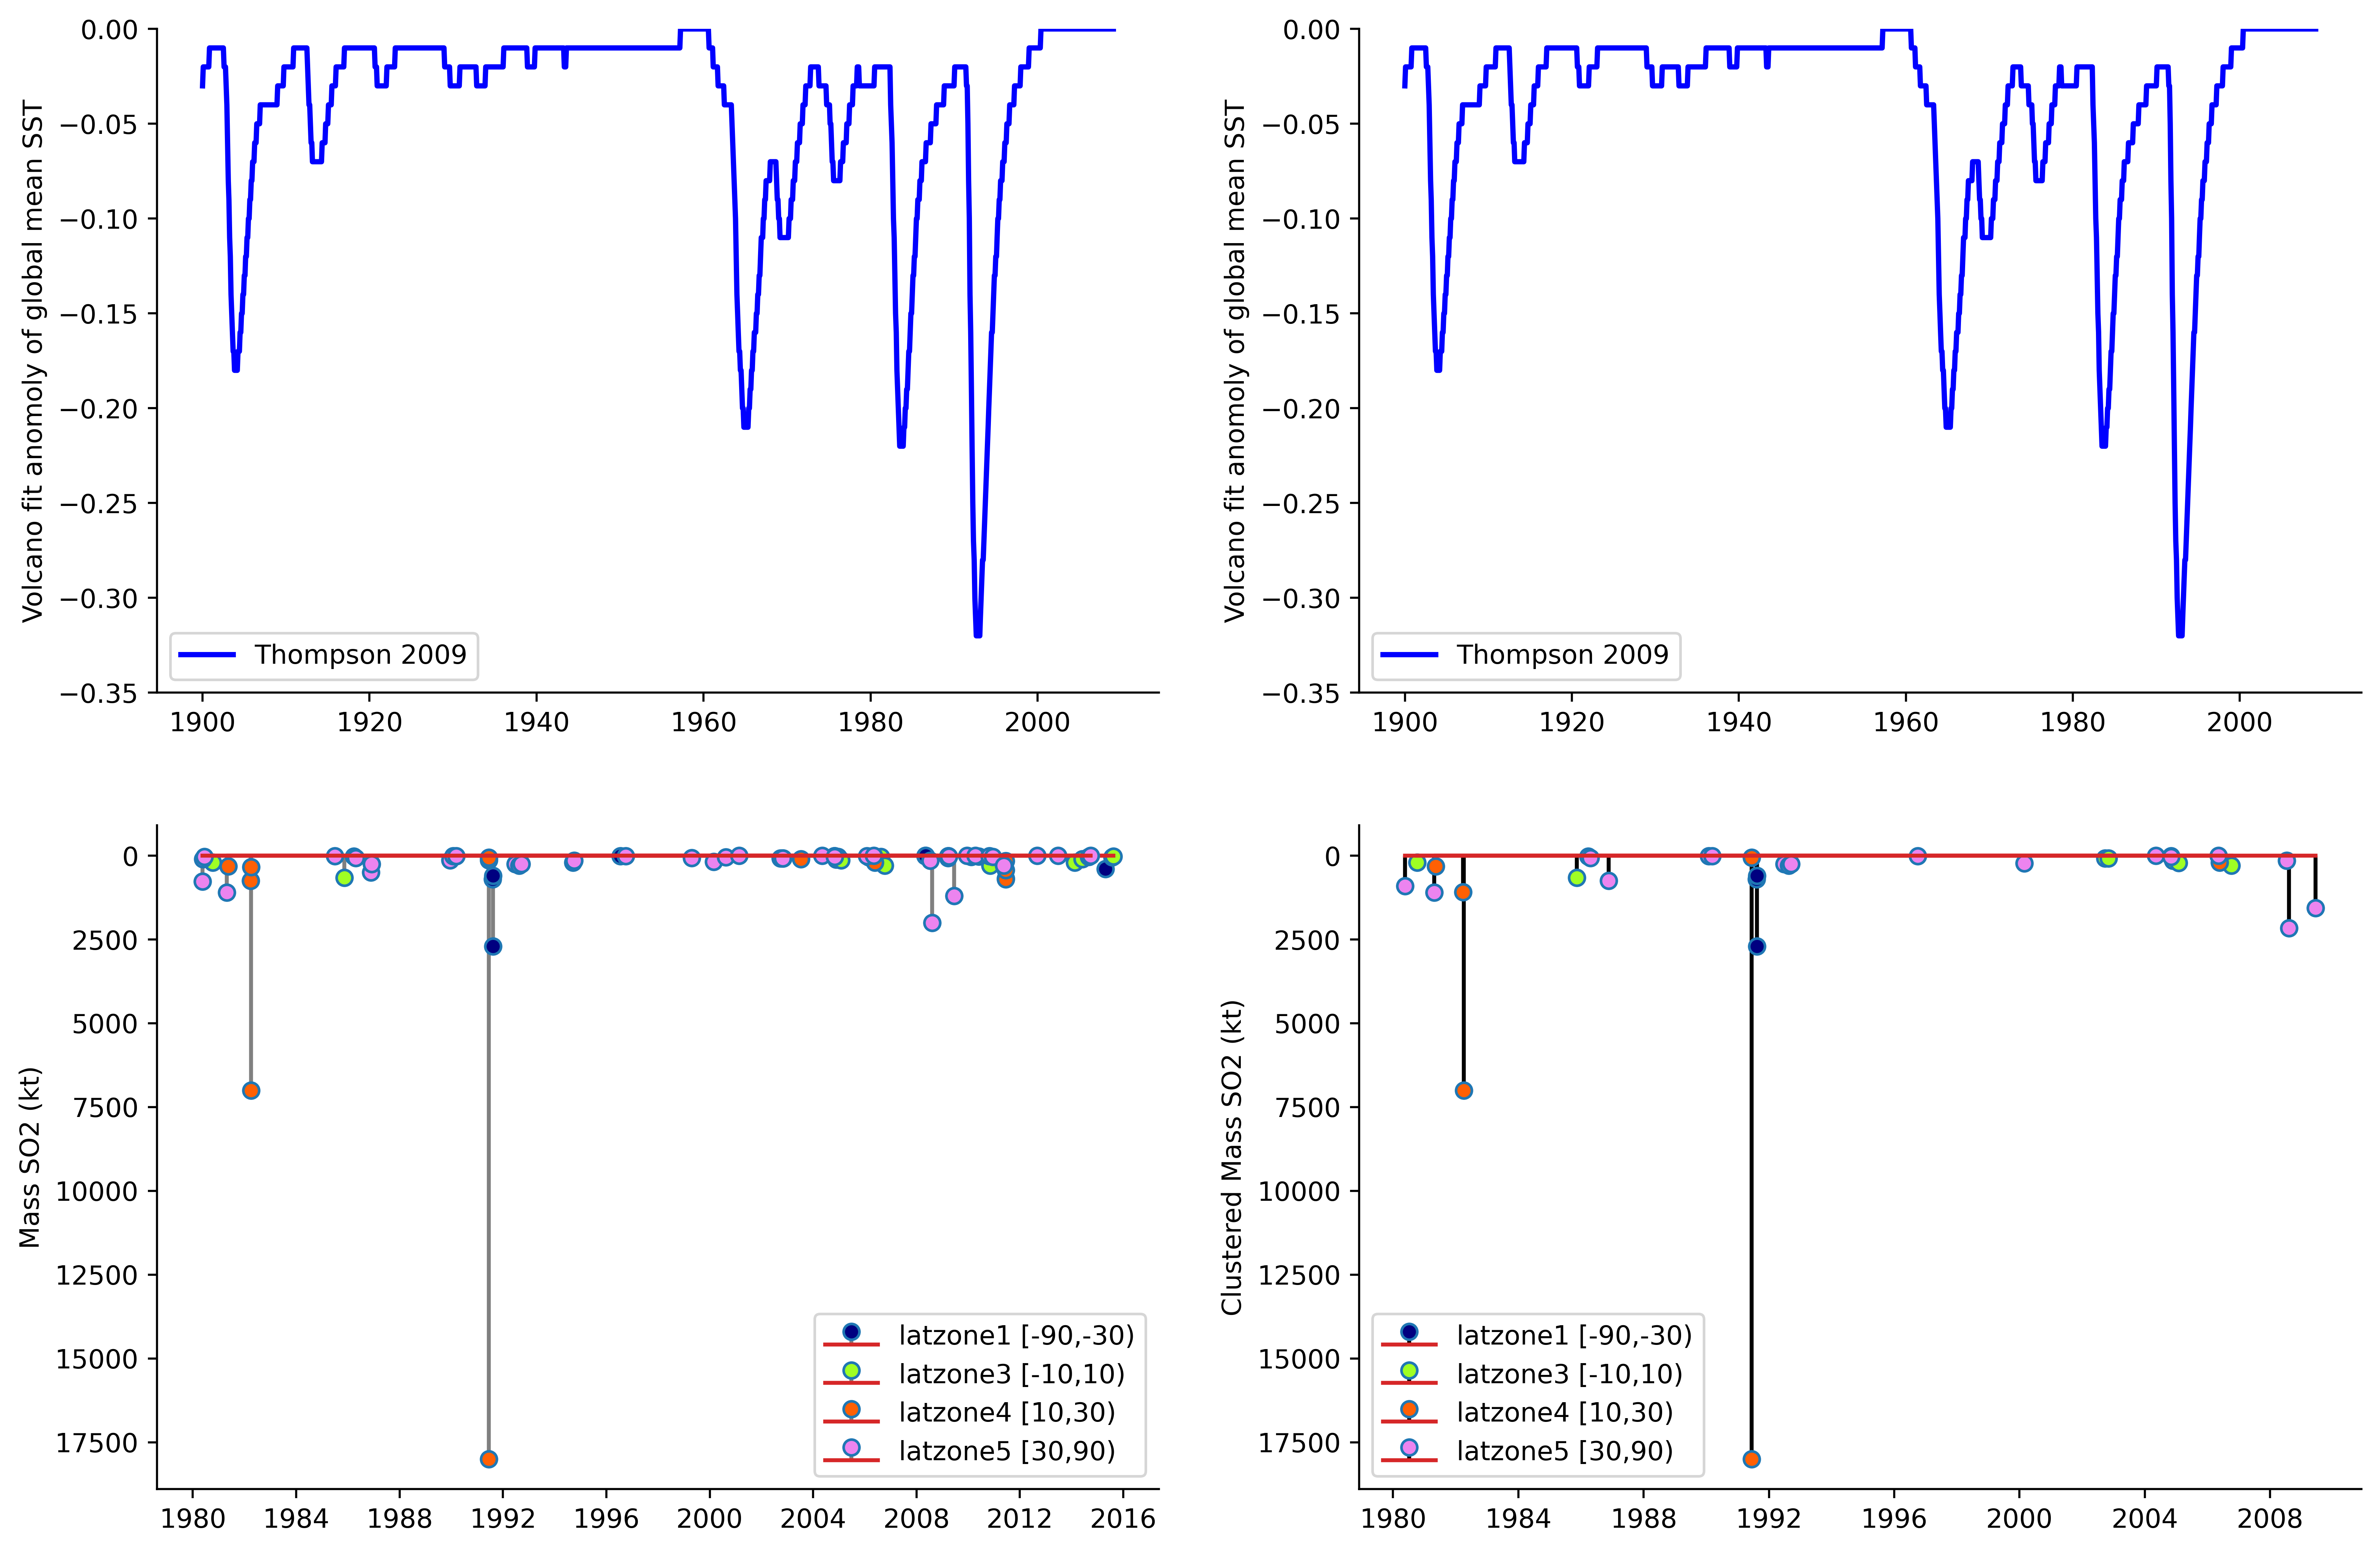 0.00
−0.05
−0.10
−0.15
−0.20
−0.25
−0.30
−0.35
Volcano fit anomoly of global mean SST
Thompson 2009
1900 1920 1940 1960 1980 2000
0.00
−0.05
−0.10
−0.15
−0.20
−0.25
−0.30
−0.35
Volcano fit anomoly of global mean SST
Thompson 2009
1900 1920 1940 1960 1980 2000
0
2500
5000
7500
10000
12500
15000
17500
Mass SO2 (kt)
latzone1 [-90,-30)
latzone3 [-10,10)
latzone4 [10,30)
latzone5 [30,90)
1980 1984 1988 1992 1996 2000 2004 2008 2012 2016
0
2500
5000
7500
10000
12500
15000
17500
Clustered Mass SO2 (kt)
latzone1 [-90,-30)
latzone3 [-10,10)
latzone4 [10,30)
latzone5 [30,90)
1980 1984 1988 1992 1996 2000 2004 2008